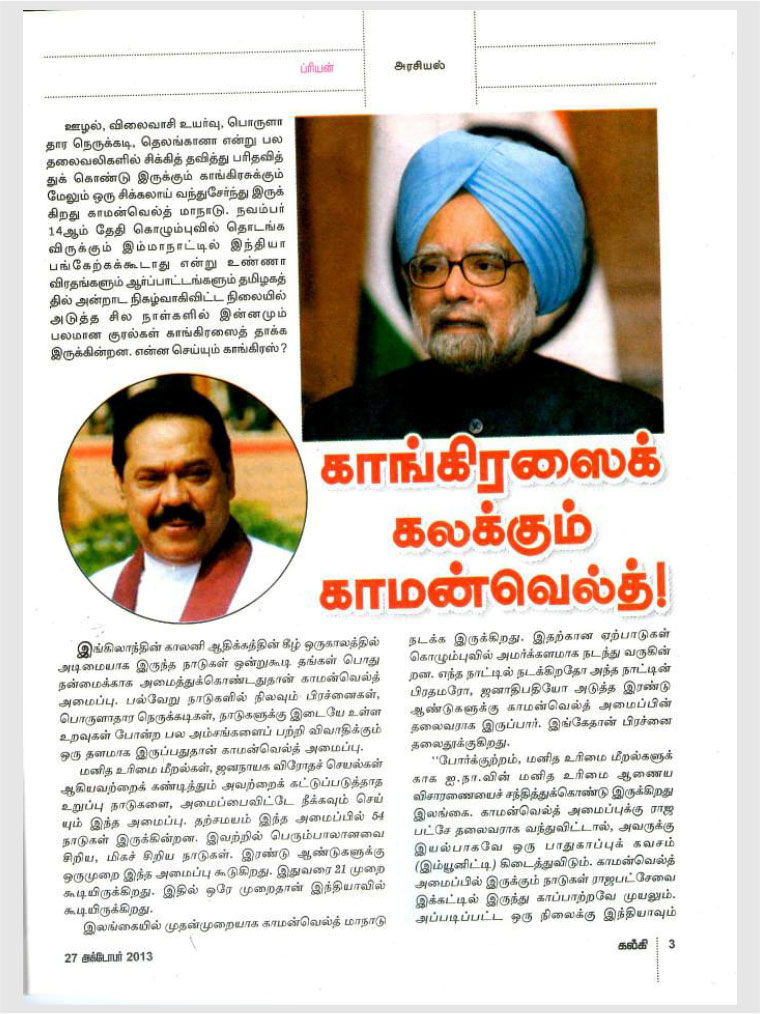 ப்ரியன்
அரசியல்
ஊழல், விலைவாசி உயர்வு, பொருளா
தார நெருக்கடி, தெலங்கானா என்று பல
தலைவலிகளில் சிக்கித் தவித்து பரிதவித்
துக் கொண்டு இருக்கும் காங்கிரசுக்கும்
மேலும் ஒரு சிக்கலாய் வந்துசேர்ந்து இருக்
கிறது காமன்வெல்த் மாநாடு. நவம்பர்
14ஆம் தேதி கொழும்புவில் தொடங்க
விருக்கும் இம்மாநாட்டில் இந்தியா
பங்கேற்கக்கூடாது என்று உண்ணா
விரதங்களும் ஆர்ப்பாட்டங்களும் தமிழகத்
தில் அன்றாட நிகழ்வாகிவிட்ட நிலையில்
அடுத்த சில நாள்களில் இன்னமும்
பலமான குரல்கள் காங்கிரஸைத் தாக்க
இருக்கின்றன. என்ன செய்யும் காங்கிரஸ்?
காங்கிரஸைக்
கலக்கும்
காமன்வெல்த்!
இங்கிலாந்தின் காலனி ஆதிக்கத்தின் கீழ் ஒருகாலத்தில்
அடிமையாக இருந்த நாடுகள் ஒன்றுகூடி தங்கள் பொது
நன்மைக்காக அமைத்துக்கொண்டதுதான் காமன்வெல்த்
அமைப்பு. பல்வேறு நாடுகளில் நிலவும் பிரச்னைகள்,
பொருளாதார நெருக்கடிகள், நாடுகளுக்கு இடையே உள்ள
உறவுகள் போன்ற பல அம்சங்களைப் பற்றி விவாதிக்கும்
ஒரு தளமாக இருப்பதுதான் காமன்வெல்த் அமைப்பு.
மனித உரிமை மீறல்கள், ஜனநாயக விரோதச் செயல்கள்
ஆகியவற்றைக் கண்டித்தும் அவற்றைக் கட்டுப்படுத்தாத
உறுப்பு நாடுகளை, அமைப்பைவிட்டே நீக்கவும் செய்
யும் இந்த அமைப்பு. தற்சமயம் இந்த அமைப்பில் 54
நாடுகள் இருக்கின்றன. இவற்றில் பெரும்பாலானவை
சிறிய, மிகச் சிறிய நாடுகள். இரண்டு ஆண்டுகளுக்கு
ஒருமுறை இந்த அமைப்பு கூடுகிறது. இதுவரை 21 முறை
கூடியிருக்கிறது. இதில் ஒரே முறைதான் இந்தியாவில்
கூடியிருக்கிறது.
இலங்கையில் முதன்முறையாக காமன்வெல்த் மாநாடு
நடக்க இருக்கிறது. இதற்கான ஏற்பாடுகள்
கொழும்புவில் அமர்க்களமாக நடந்து வருகின்
றன. எந்த நாட்டில் நடக்கிறதோ அந்த நாட்டின்
பிரதமரோ, ஜனாதிபதியோ அடுத்த இரண்டு
ஆண்டுகளுக்கு காமன்வெல்த் அமைப்பின்
தலைவராக இருப்பார். இங்கேதான் பிரச்னை
தலைதூக்குகிறது.
"போர்க்குற்றம், மனித உரிமை மீறல்களுக்
காக ஐ.நா.வின் மனித உரிமை ஆணைய
விசாரணையைச் சந்தித்துக்கொண்டு இருக்கிறது
இலங்கை. காமன்வெல்த் அமைப்புக்கு ராஜ
பட்சே தலைவராக வந்துவிட்டால், அவருக்கு
இயல்பாகவே ஒரு பாதுகாப்புக் கவசம்
(இம்யூனிட்டி) கிடைத்துவிடும். காமன்வெல்த்
அமைப்பில் இருக்கும் நாடுகள் ராஜபட்சேவை
இக்கட்டில் இருந்து காப்பாற்றவே முயலும்.
அப்படிப்பட்ட ஒரு நிலைக்கு இந்தியாவும்
27 அக்டோபர் 2013
கல்கி 3